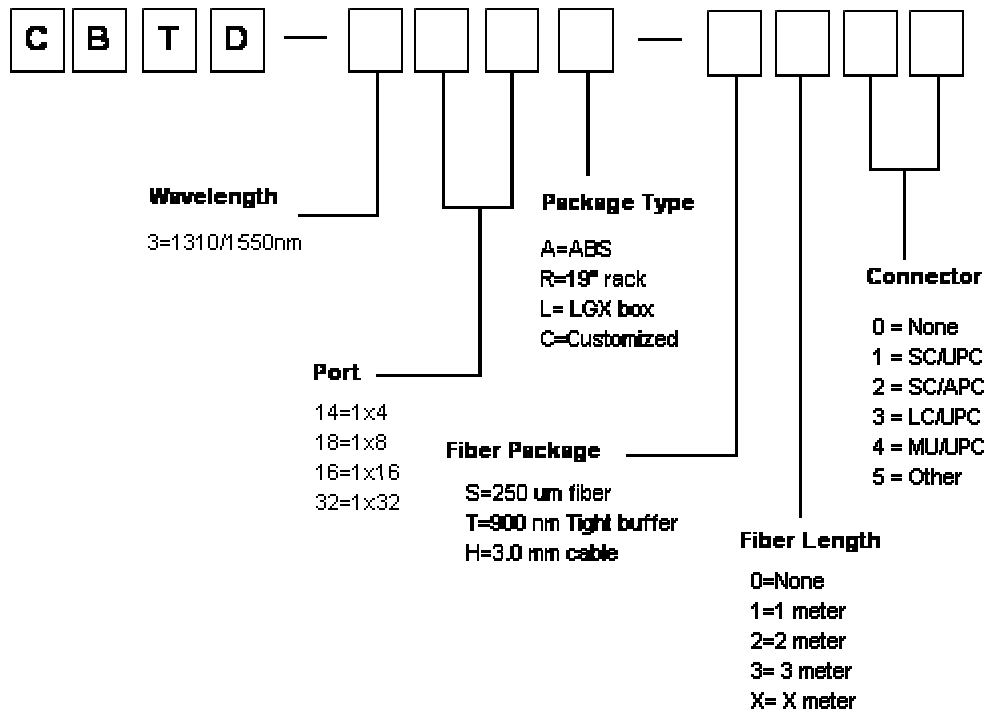 C B T D
Wavelength
3=1310/1550nm
Port
14=1x4
18=1x8
16=1x16
32=1x32
Package Type
A=ABS
R=19" rack
L= LGX box
C=Customized
Fiber Package
S=250 um fiber
T=900 nm Tight buffer
H=3.0 mm cable
Fiber Length
0=None
1=1 meter
2=2 meter
3= 3 meter
X= X meter
Connector
0 = None
1 = SC/UPC
2 = SC/APC
3 = LC/UPC
4 = MU/UPC
5 = Other